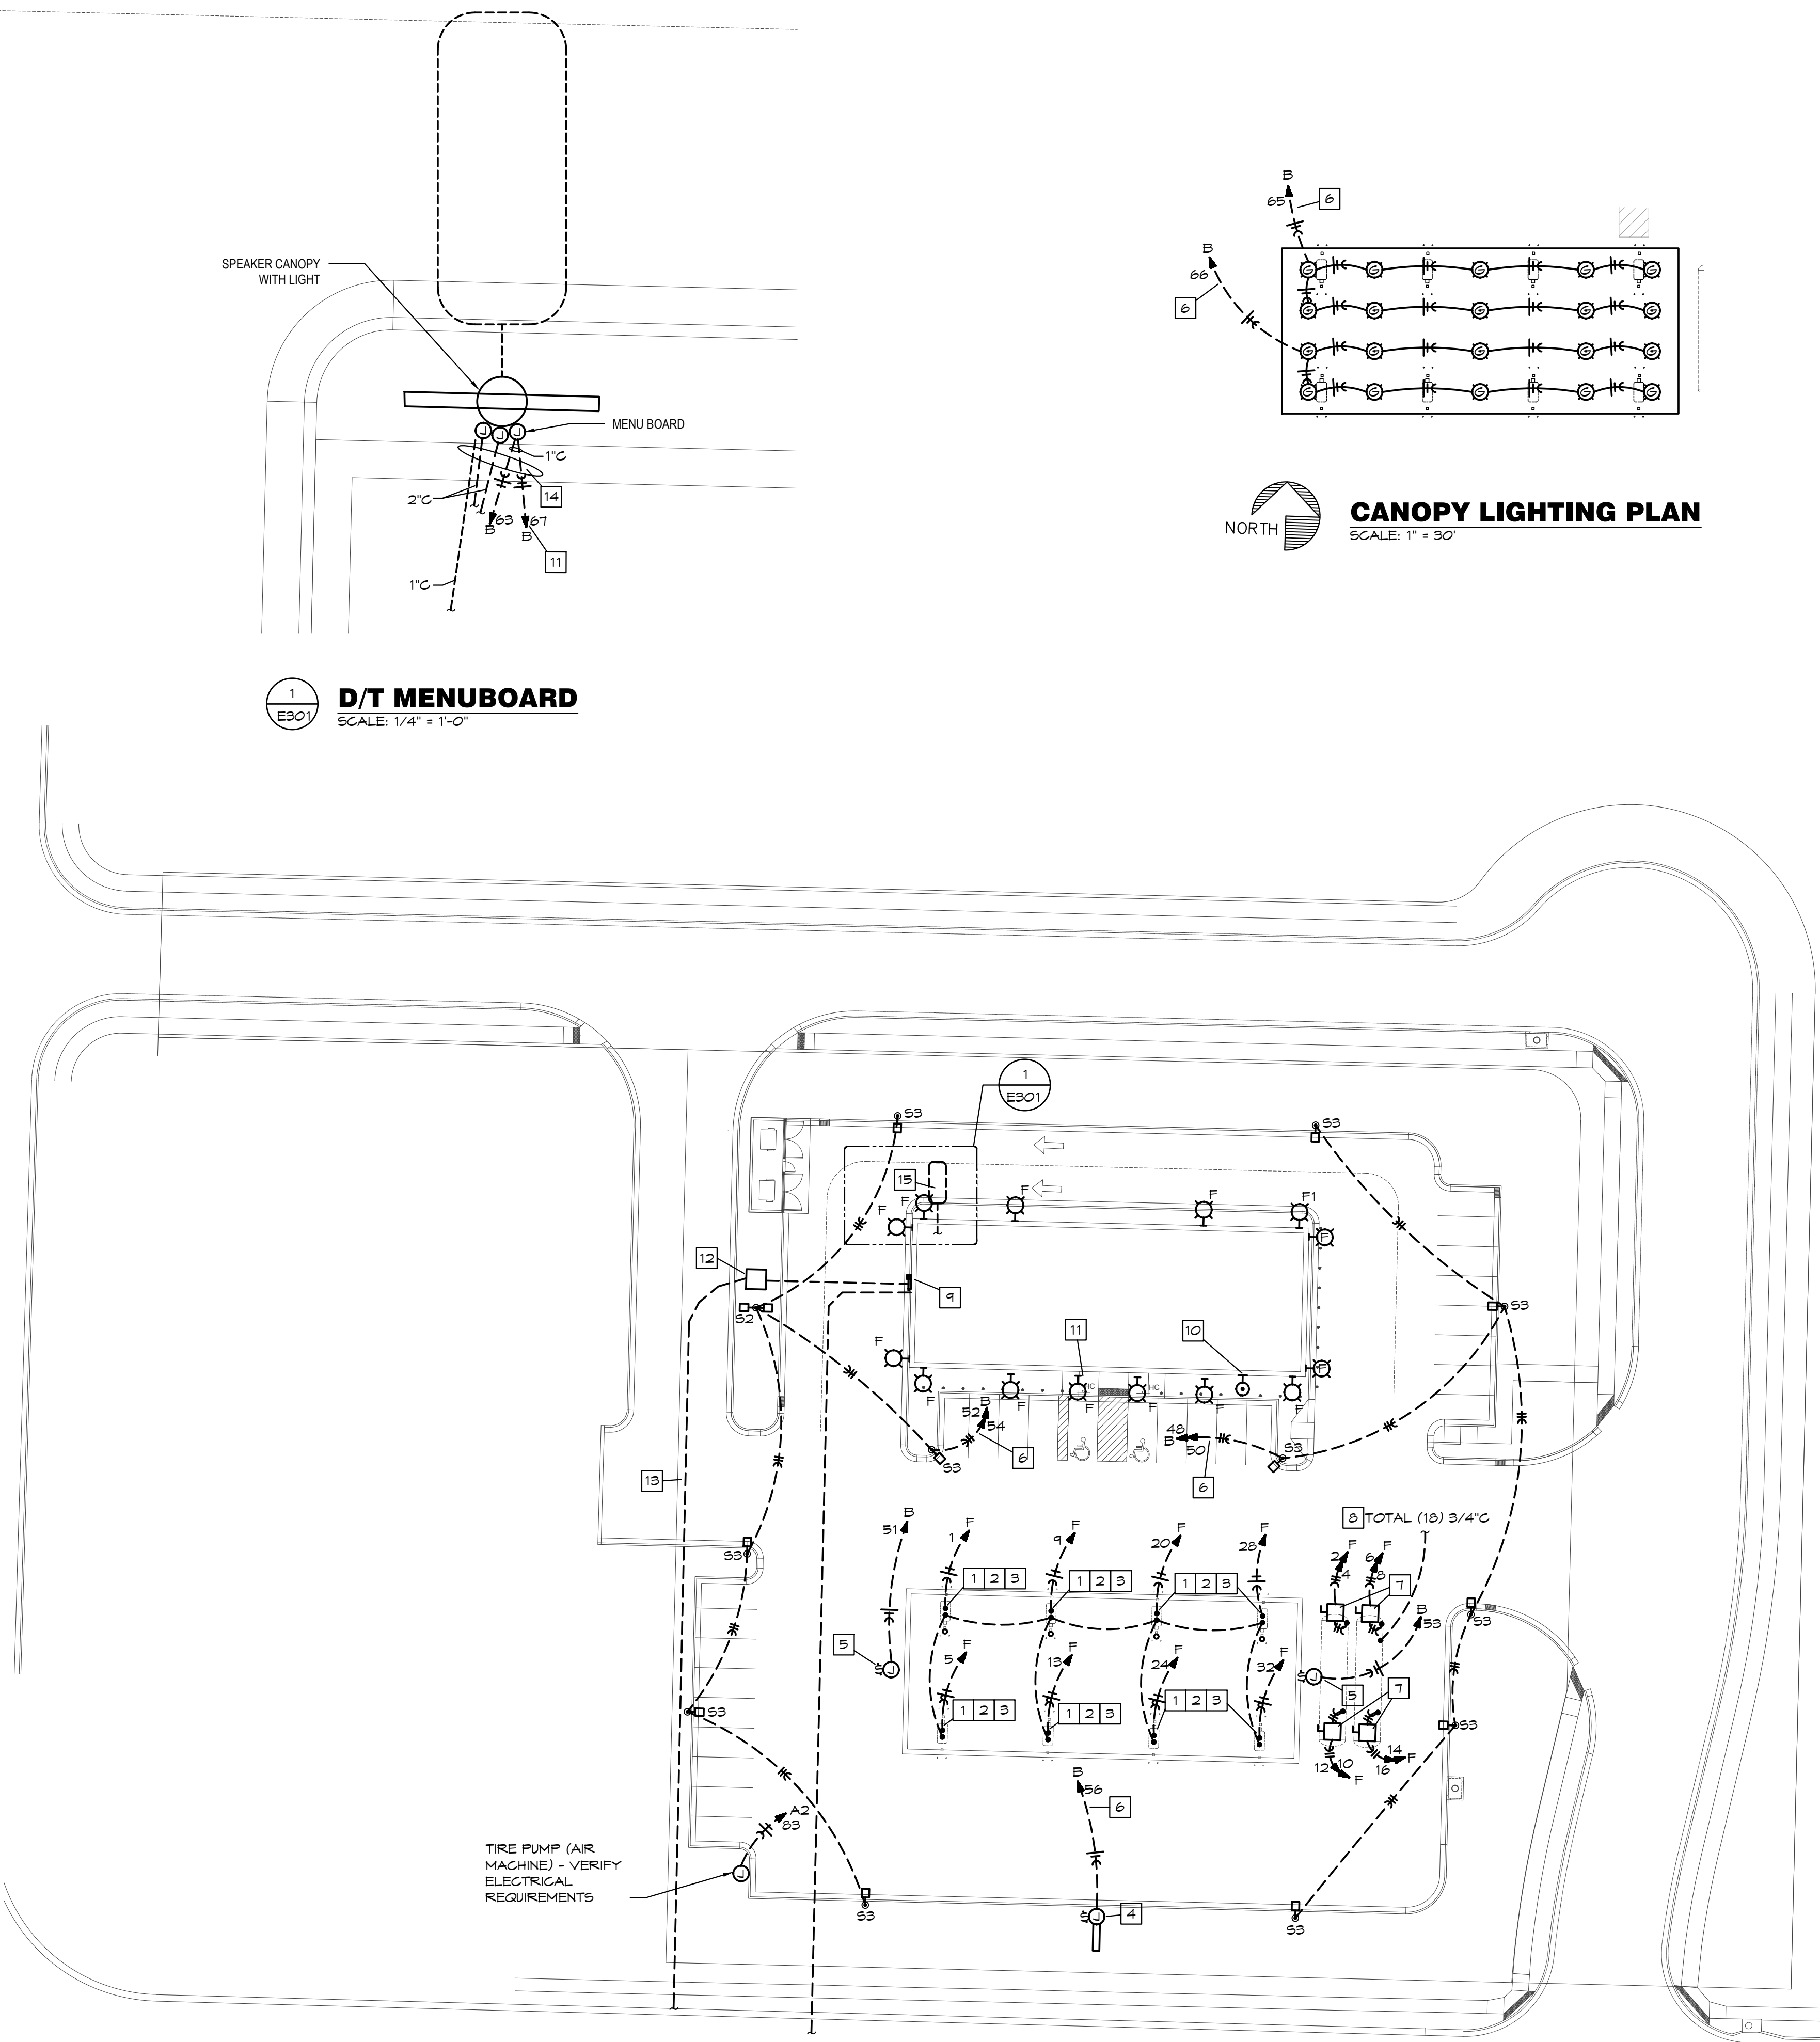 SPEAKER CANOPY
WITH LIGHT
MENU BOARD
1"C
2"C
14
63
67
B
B
11
1"C
1
E301
D/T MENUBOARD
SCALE: 1/4" = 1'-0"
B
65
6
B
66
6
G G G G G
G G G G G
G G G G G
G G G G G
NORTH
CANOPY LIGHTING PLAN
SCALE: 1" = 30'
1
E301
S3
S3
15
F
F
F
F
F1
F
12
9
S2
S3
11
10
F
F
HC
HC
F
F
F
F
F
F
B
52
54
48
B
50
S3
S3
6
6
13
B
51
1
F
9
F
20
F
28
F
8 TOTAL (18) 3/4"C
2
F
4
6
F
8
7
S3
1 2 3
1 2 3
1 2 3
B
53
S3
5
J
S
5
F
13
F
24
F
32
F
S
J
5
7
1 2 3
1 2 3
1 2 3
S3
S3
12
10
F
14
16
F
B
56
6
A2
83
TIRE PUMP (AIR
MACHINE) - VERIFY
ELECTRICAL
REQUIREMENTS
J
S3
S
J
4
S3